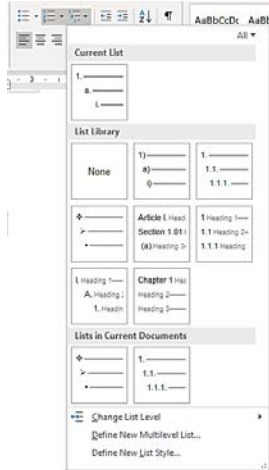 AaBbCcDc AaBb
All
Current List
1.
a.
i.
List Library
None
1)
a)
i)
1.
1.1.
1.1.1.
Article I. Head
Section 1.01
(a) Heading 3-
1 Heading 1
1.1 Heading 2-
1.1.1 Heading
I. Heading 1
A. Heading
1. Headin
Chapter 1 Hea
Heading 2
Heading 3
Lists in Current Documents
1.
1.1.
1.1.1.
Change List Level
Define New Multilevel List...
Define New List Style...